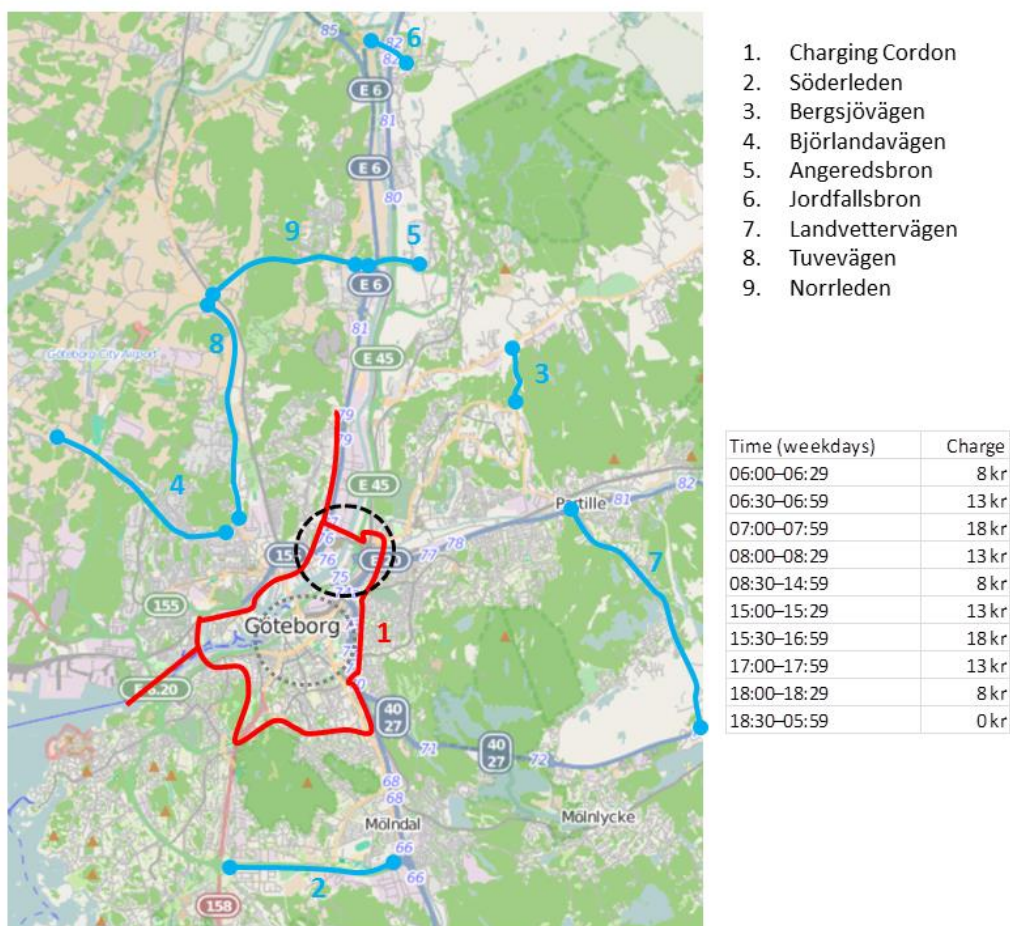 85
82
6
82
E 6
81
E 6
80
9
5
E 6
81
8
Göteborg City Airport
E 45
3
79
79
4
E 45
82
Partille
81
76
78
77
76
75
7
155
Göteborg
1
E6.20
40
27
71
40
27
72
68
68
Mölndal
Mölnlycke
66
66
2
158
1. Charging Cordon
2. Söderleden
3. Bergsjövägen
4. Björlandavägen
5. Angeredsbron
6. Jordfallsbron
7. Landvettervägen
8. Tuvevägen
9. Norrleden
Time (weekdays) Charge
06:00–06:29 8 kr
06:30–06:59 13 kr
07:00–07:59 18 kr
08:00–08:29 13 kr
08:30–14:59 8 kr
15:00–15:29 13 kr
15:30–16:59 18 kr
17:00–17:59 13 kr
18:00–18:29 8 kr
18:30–05:59 0 kr